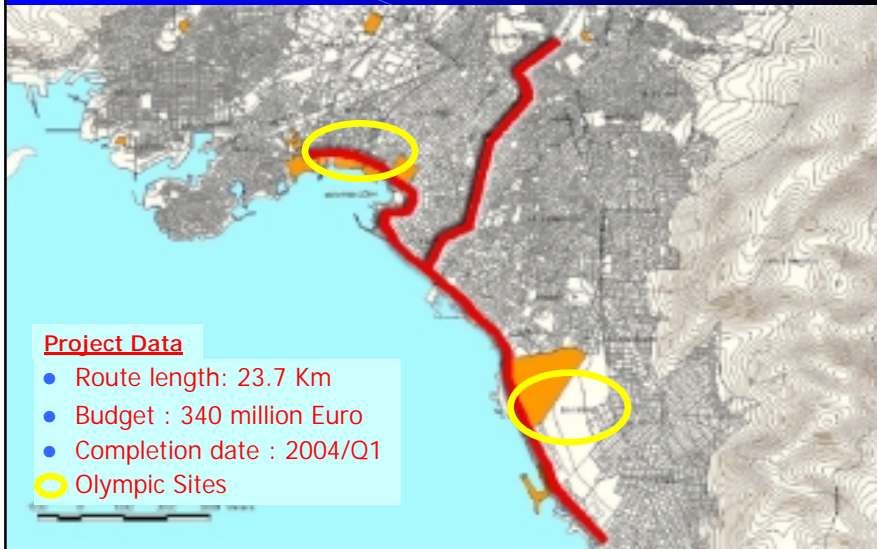 Project Data
Route length: 23.7 Km
Budget : 340 million Euro
Completion date : 2004/Q1
Olympic Sites